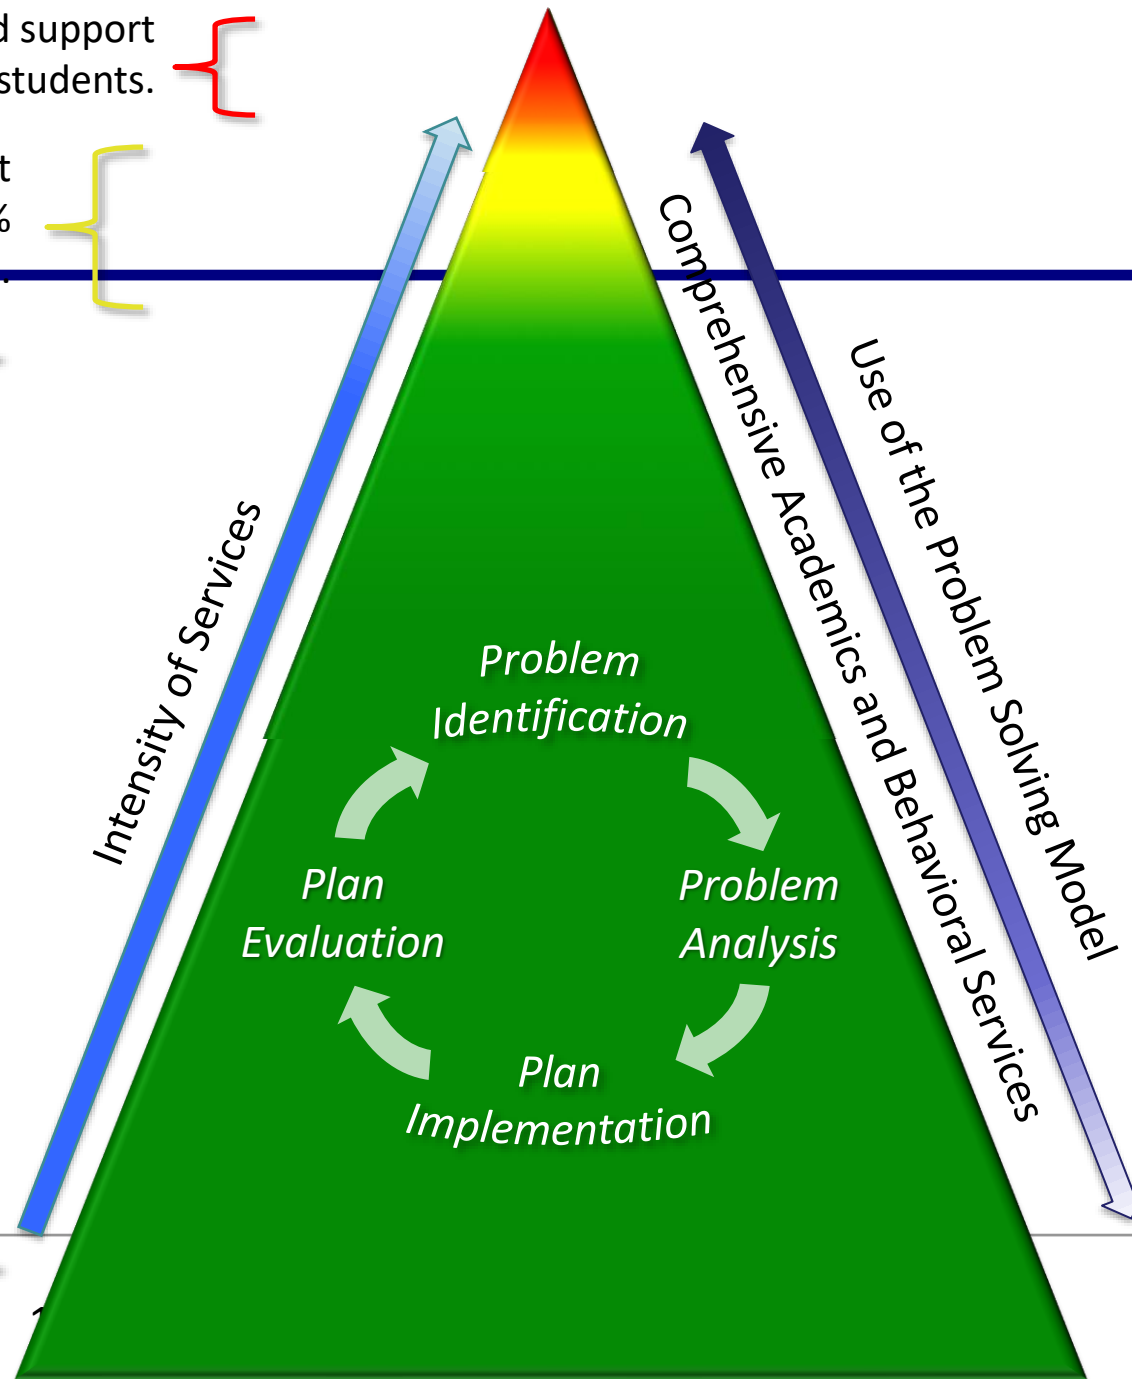 support
students.
%
.
Intensity of Services
Comprehensive Academics and Behavioral Services
Use of the Problem Solving Model
Problem
Identification
Plan
Evaluation
Problem
Analysis
Plan
Implementation